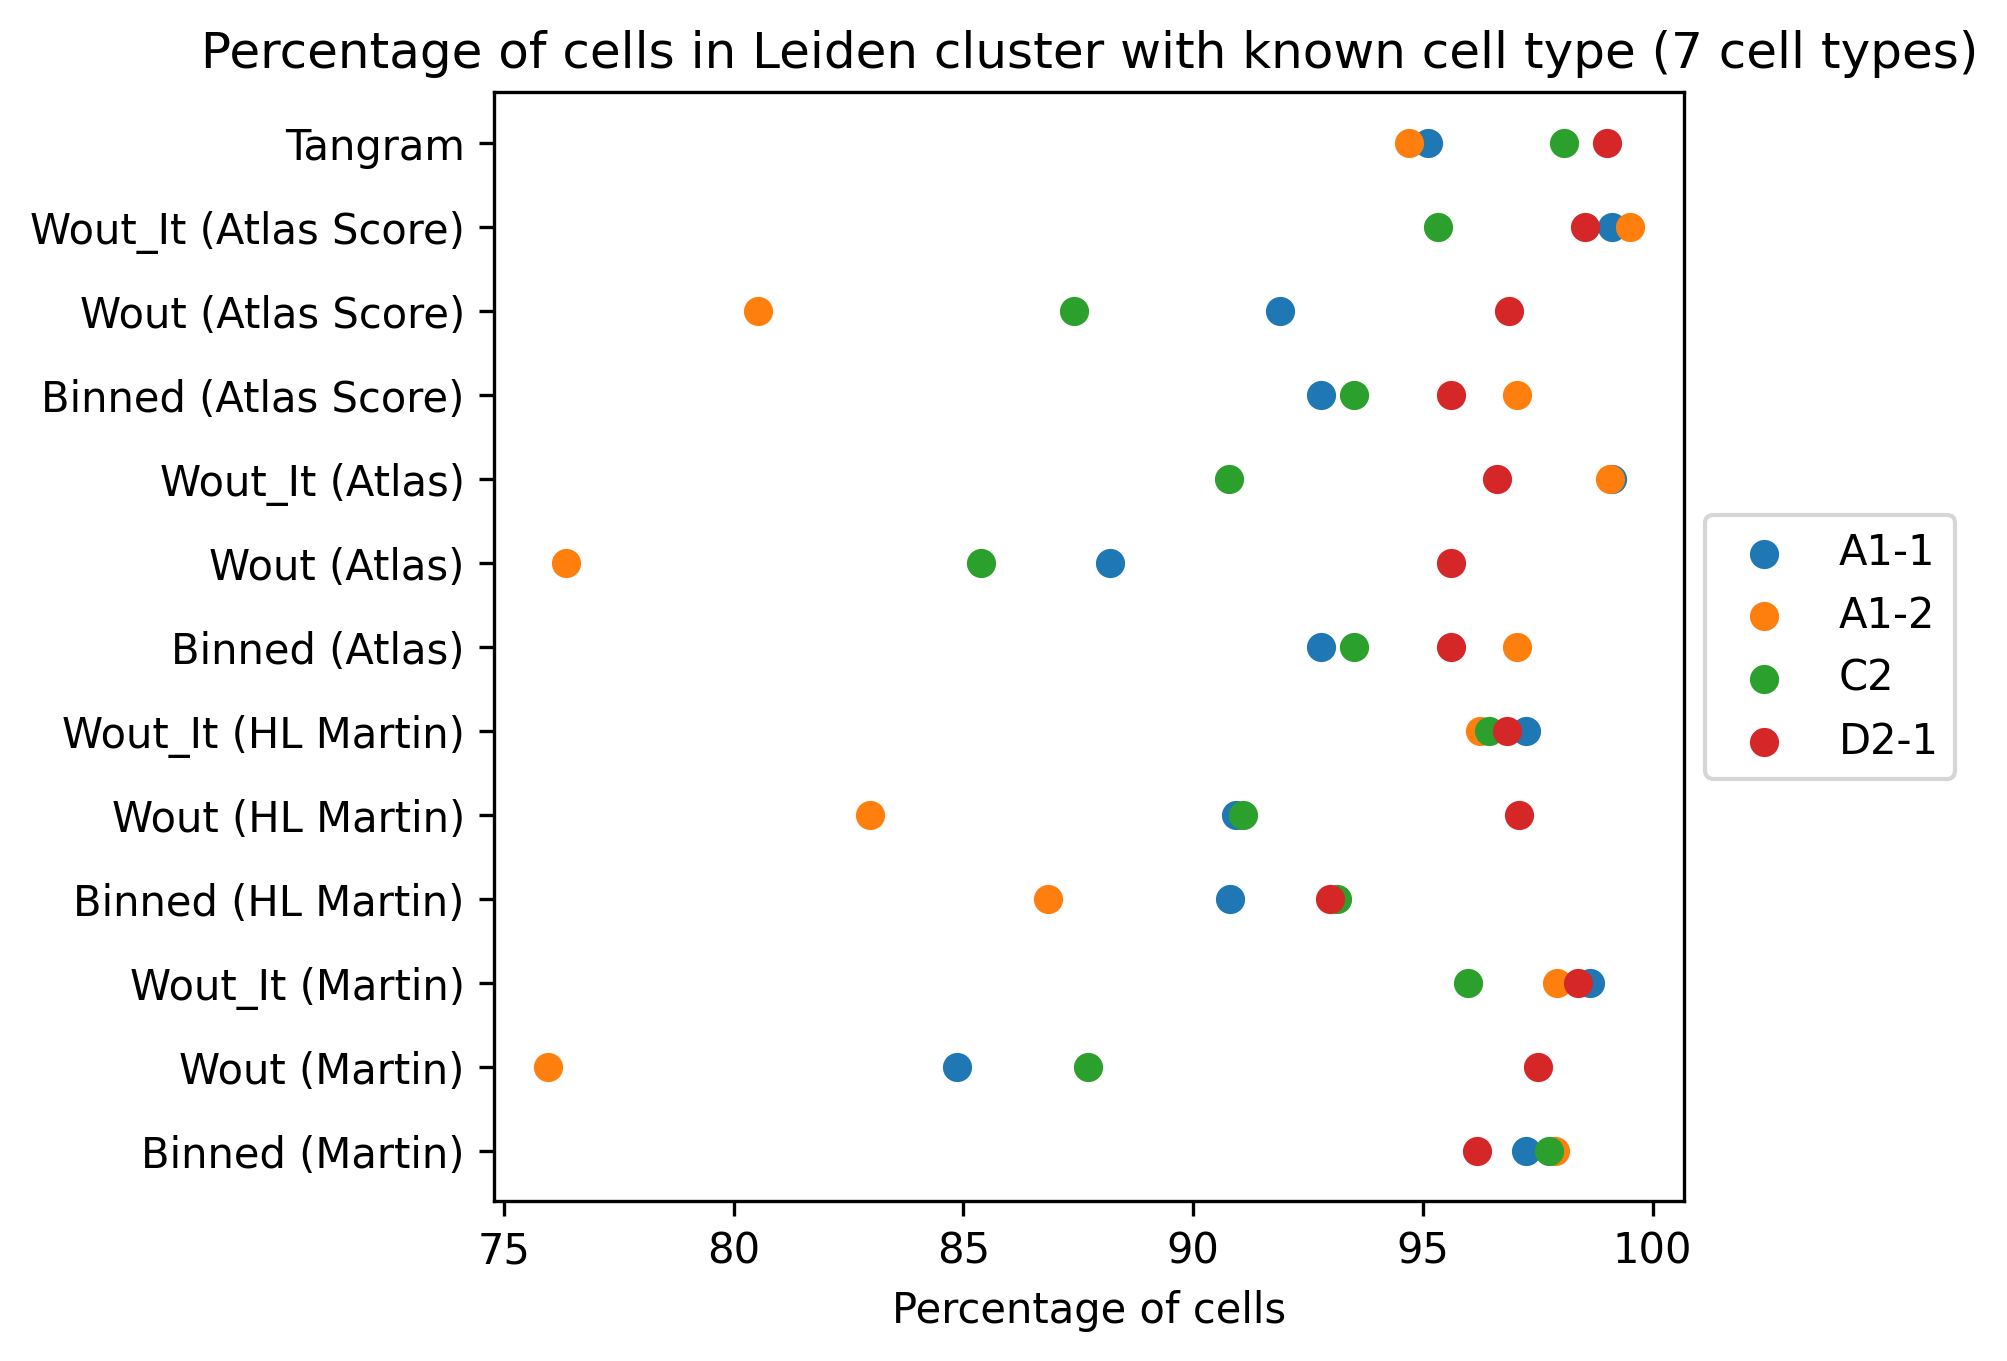 Percentage of cells in Leiden cluster with known cell type (7 cell types)
Tangram
Wout_It (Atlas Score)
Wout (Atlas Score)
Binned (Atlas Score)
Wout_It (Atlas)
Wout (Atlas)
Binned (Atlas)
Wout_It (HL Martin)
Wout (HL Martin)
Binned (HL Martin)
Wout_It (Martin)
Wout (Martin)
Binned (Martin)
75 80 85 90 95 100
Percentage of cells
A1-1
A1-2
C2
D2-1